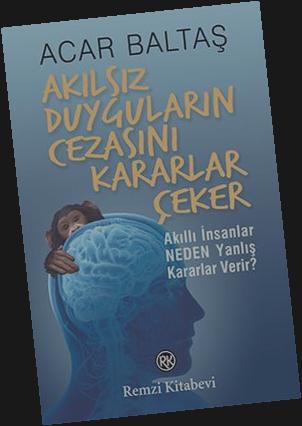 ACAR BALTAŞ
AKILSIZ
DUYGULARIN
CEZASINI
KARARLAR
ÇEKER
Akıllı İnsanlar
NEDEN Yanlış
Kararlar Verir?
RK
Remzi Kitabevi